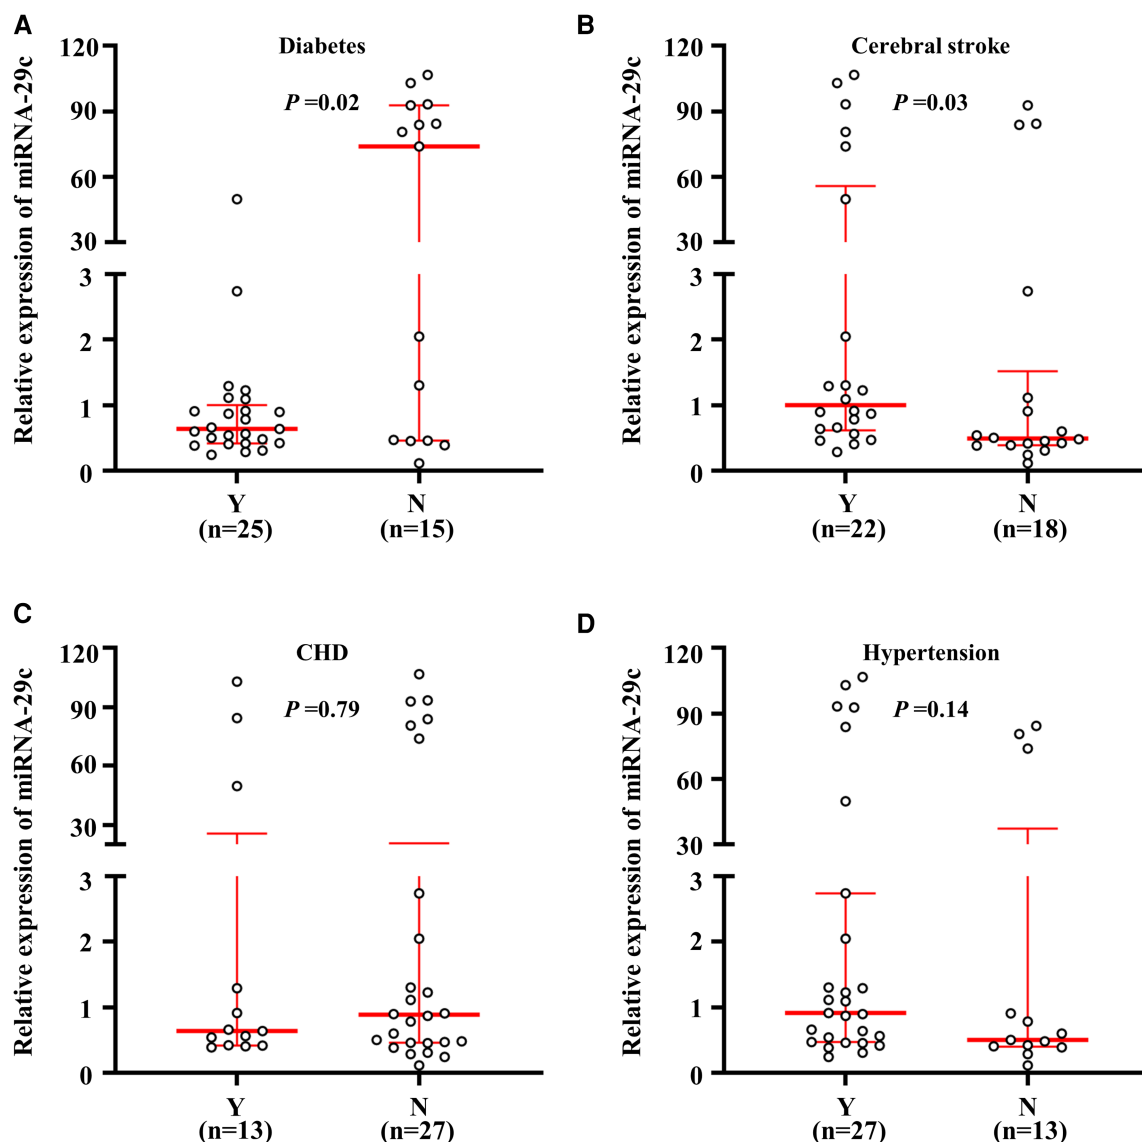 A
Diabetes
P =0.02
Relative expression of miRNA-29c
120
90
60
30
3
2
1
0
Y
N
(n=25)
(n=15)
B
Cerebral stroke
P =0.03
Relative expression of miRNA-29c
120
90
60
30
3
2
1
0
Y
N
(n=22)
(n=18)
C
CHD
P =0.79
Relative expression of miRNA-29c
120
90
60
30
3
2
1
0
Y
N
(n=13)
(n=27)
D
Hypertension
P =0.14
Relative expression of miRNA-29c
120
90
60
30
3
2
1
0
Y
N
(n=27)
(n=13)